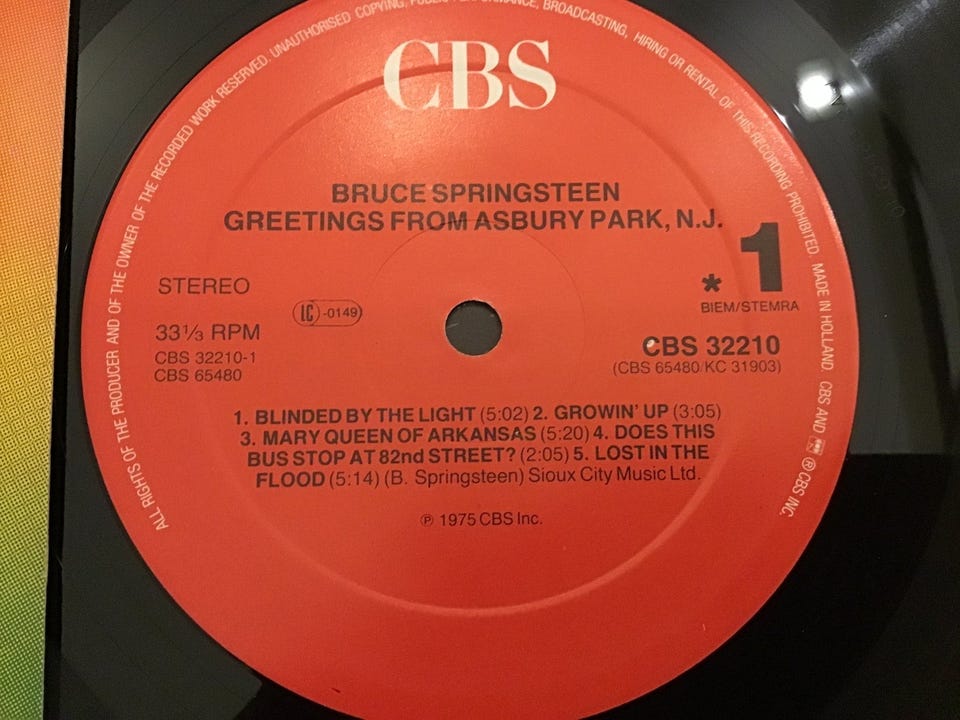 ALL RIGHTS OF THE PRODUCER AND OF THE OWNER OF THE RECORDED WORK RESERVED. UNAUTHORISED COPYING, PUBLIC PERFORMANCE, BROADCASTING, HIRING OR RENTAL OF THIS RECORDING PROHIBITED. MADE IN HOLLAND. CBS AND ℗ CBS INC.
CBS
BRUCE SPRINGSTEEN
GREETINGS FROM ASBURY PARK, N.J.
STEREO
* 1
LC-0149
BIEM/STEMRA
33 1/3 RPM
CBS 32210
CBS 32210-1
(CBS 65480/KC 31903)
CBS 65480
1. BLINDED BY THE LIGHT (5:02) 2. GROWIN' UP (3:05)
3. MARY QUEEN OF ARKANSAS (5:20) 4. DOES THIS
BUS STOP AT 82nd STREET? (2:05) 5. LOST IN THE
FLOOD (5:14) (B. Springsteen) Sioux City Music Ltd.
℗ 1975 CBS Inc.